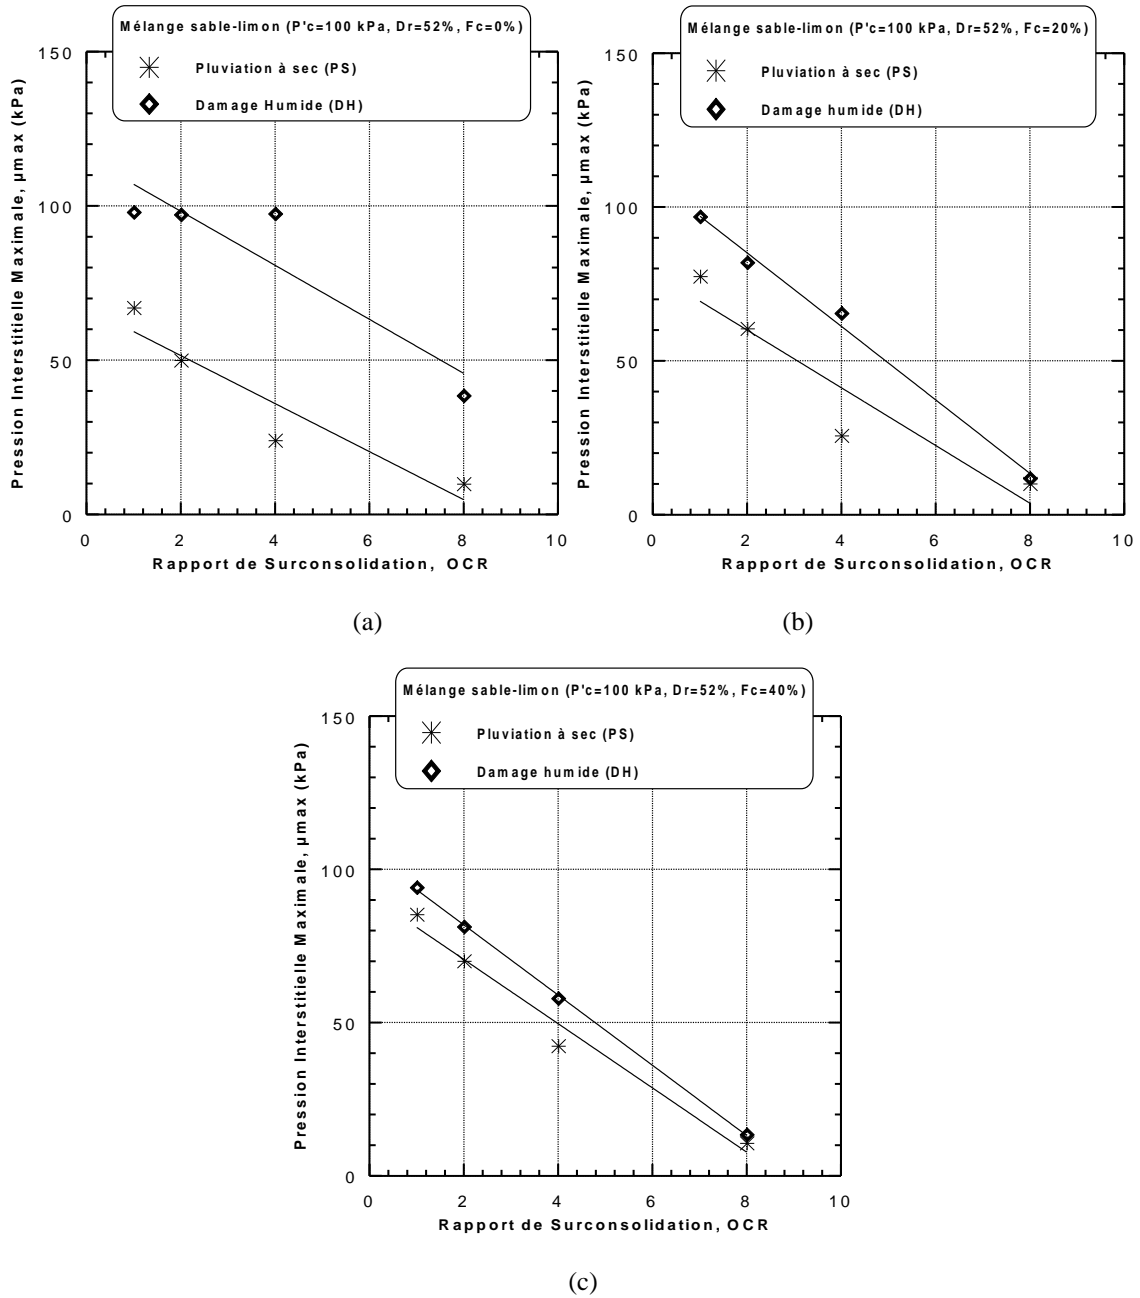 Mélange sable-limon (P'c=100 kPa, Dr=52%, Fc=0%)
Pluviation à sec (PS)
Damage Humide (DH)
Pression Interstitielle Maximale, µmax (kPa)
150
100
50
0
0 2 4 6 8 10
Rapport de Surconsolidation, OCR
(a)
Mélange sable-limon (P'c=100 kPa, Dr=52%, Fc=20%)
Pluviation à sec (PS)
Damage humide (DH)
Pression Interstitielle Maximale, µmax (kPa)
150
100
50
0
0 2 4 6 8 10
Rapport de Surconsolidation, OCR
(b)
Mélange sable-limon (P'c=100 kPa, Dr=52%, Fc=40%)
Pluviation à sec (PS)
Damage humide (DH)
Pression Interstitielle Maximale, µmax (kPa)
150
100
50
0
0 2 4 6 8 10
Rapport de Surconsolidation, OCR
(c)